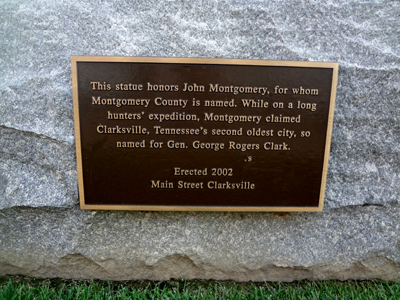 This statue honors John Montgomery, for whom
Montgomery County is named. While on a long
hunters' expedition, Montgomery claimed
Clarksville, Tennessee's second oldest city, so
named for Gen. George Rogers Clark.
Erected 2002
Main Street Clarksville